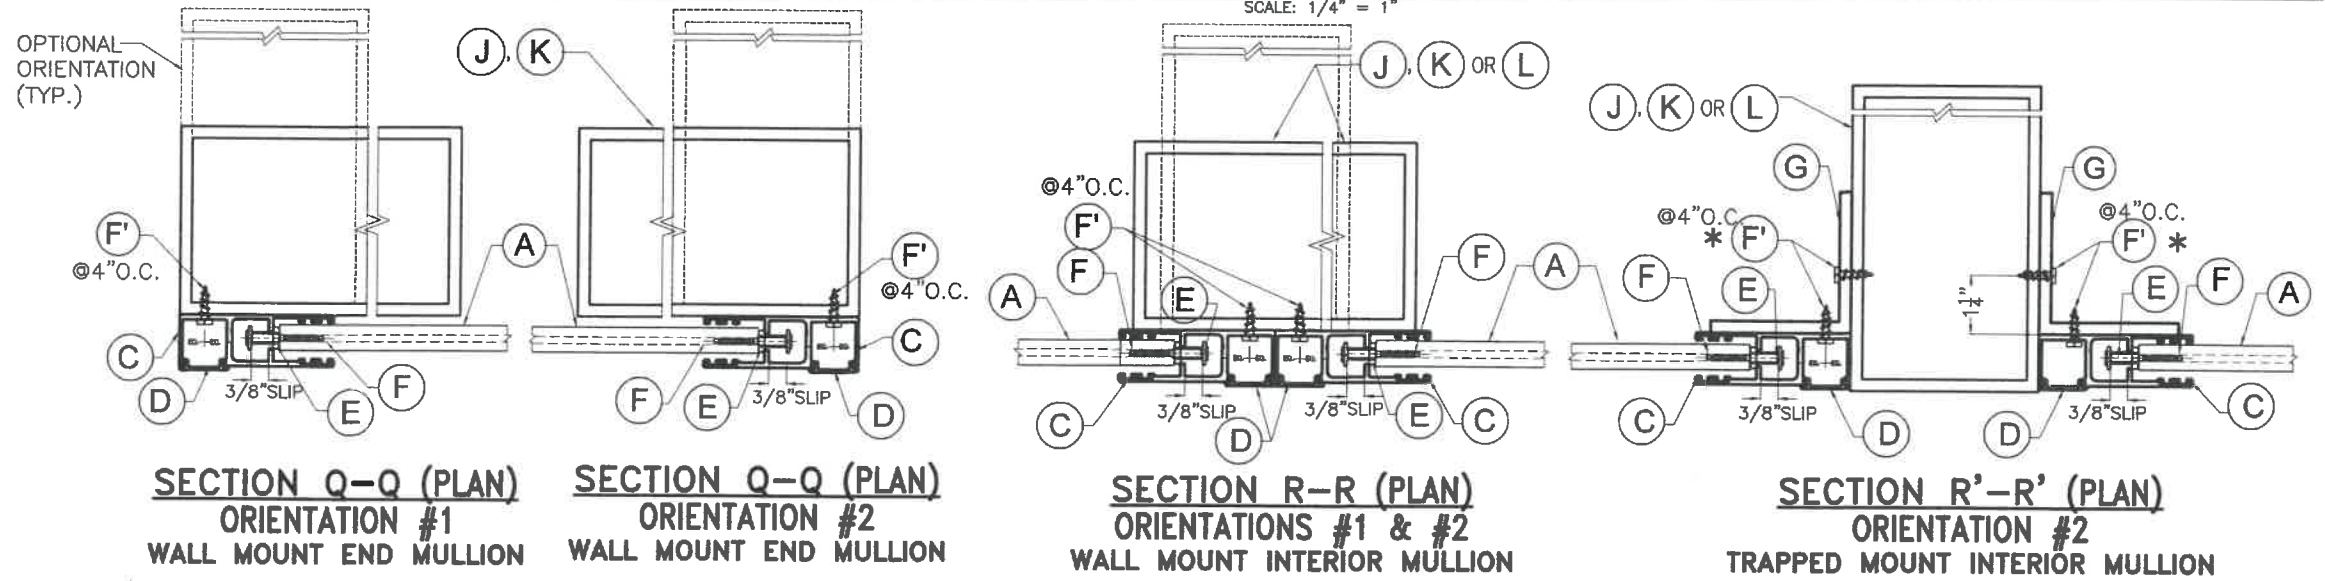 SCALE: 1/4" = 1"
OPTIONAL
ORIENTATION
(TYP.)
F'
@4"O.C.
A
C
D
3/8"SLIP
E
F
SECTION Q-Q (PLAN)
ORIENTATION #1
WALL MOUNT END MULLION
J, K
F'
@4"O.C.
C
F
E
3/8"SLIP
D
SECTION Q-Q (PLAN)
ORIENTATION #2
WALL MOUNT END MULLION
J, K OR L
@4"O.C.
F'
F
E
A
F
A
C
3/8"SLIP
D
3/8"SLIP
E
C
SECTION R-R (PLAN)
ORIENTATIONS #1 & #2
WALL MOUNT INTERIOR MULLION
J, K OR L
G
G
@4"O.C.
* F'
@4"O.C.
F' *
F
E
1 1/4"
E
F
A
C
3/8"SLIP
D
D
3/8"SLIP
C
SECTION R'-R' (PLAN)
ORIENTATION #2
TRAPPED MOUNT INTERIOR MULLION